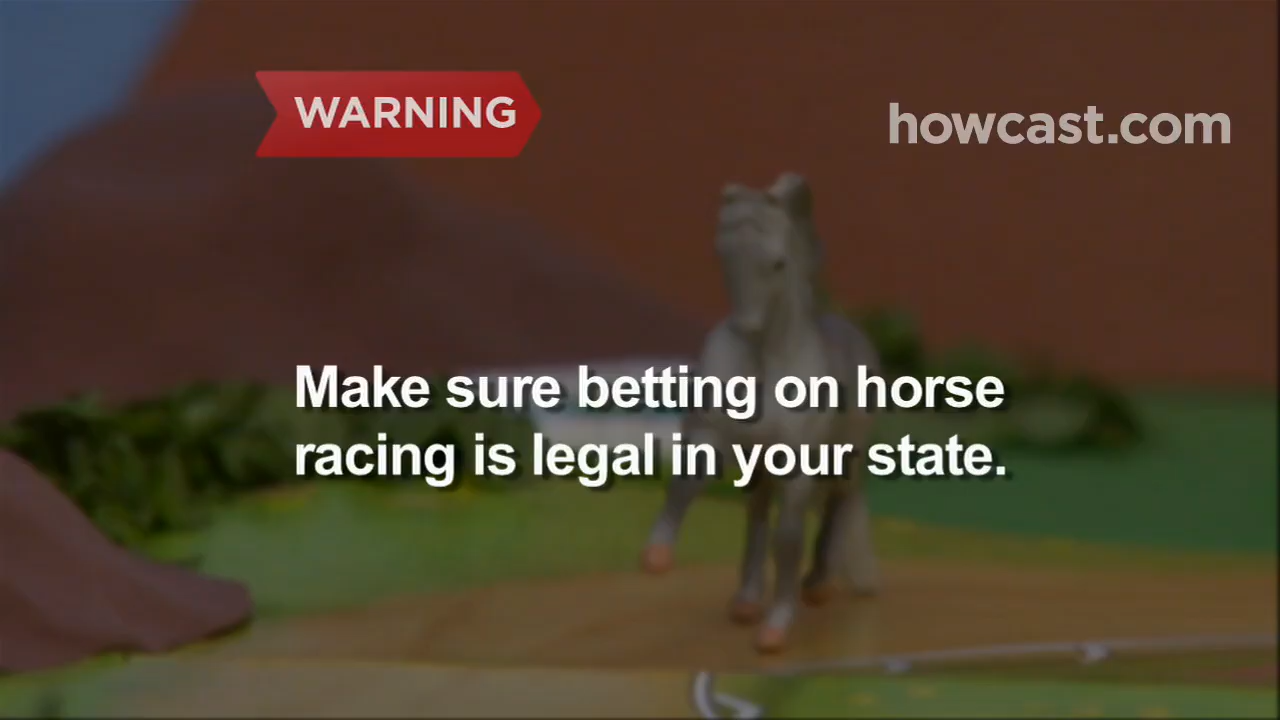 WARNING
howcast.com
Make sure betting on horse
racing is legal in your state.